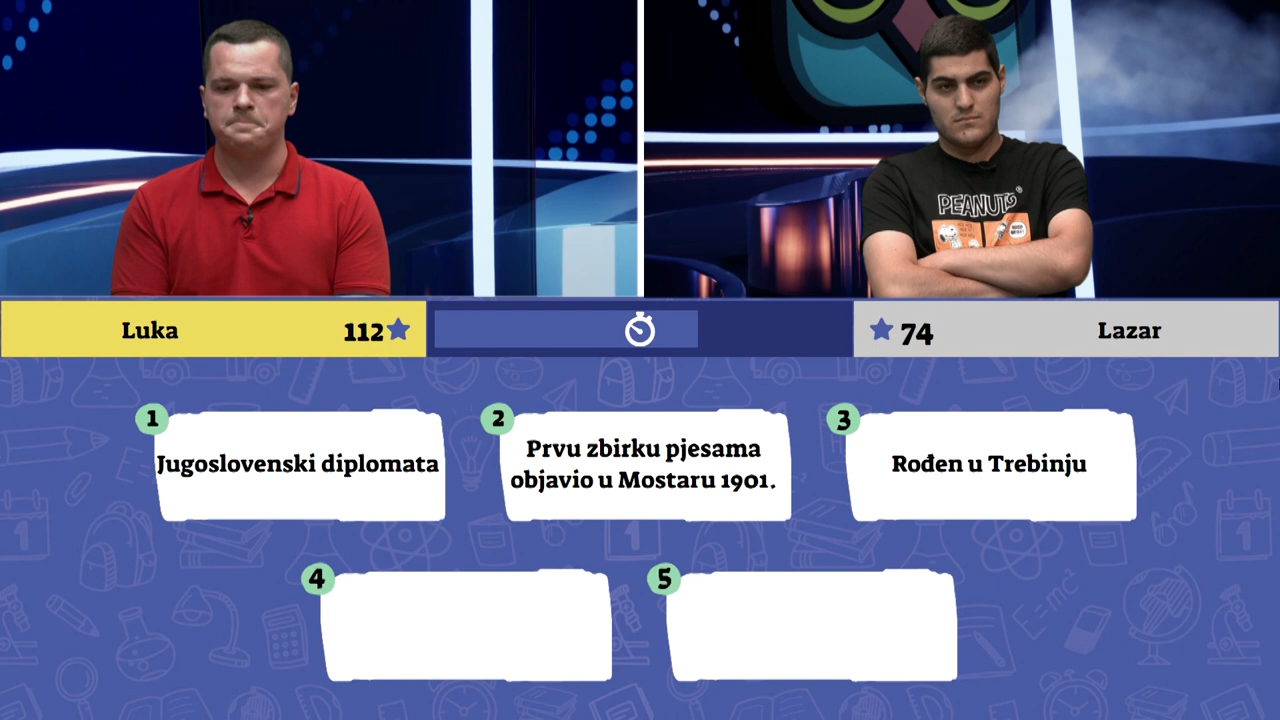 PEANUTS
Luka
112
74
Lazar
1
Jugoslovenski diplomata
2
Prvu zbirku pjesama
objavio u Mostaru 1901.
3
Rođen u Trebinju
4
5